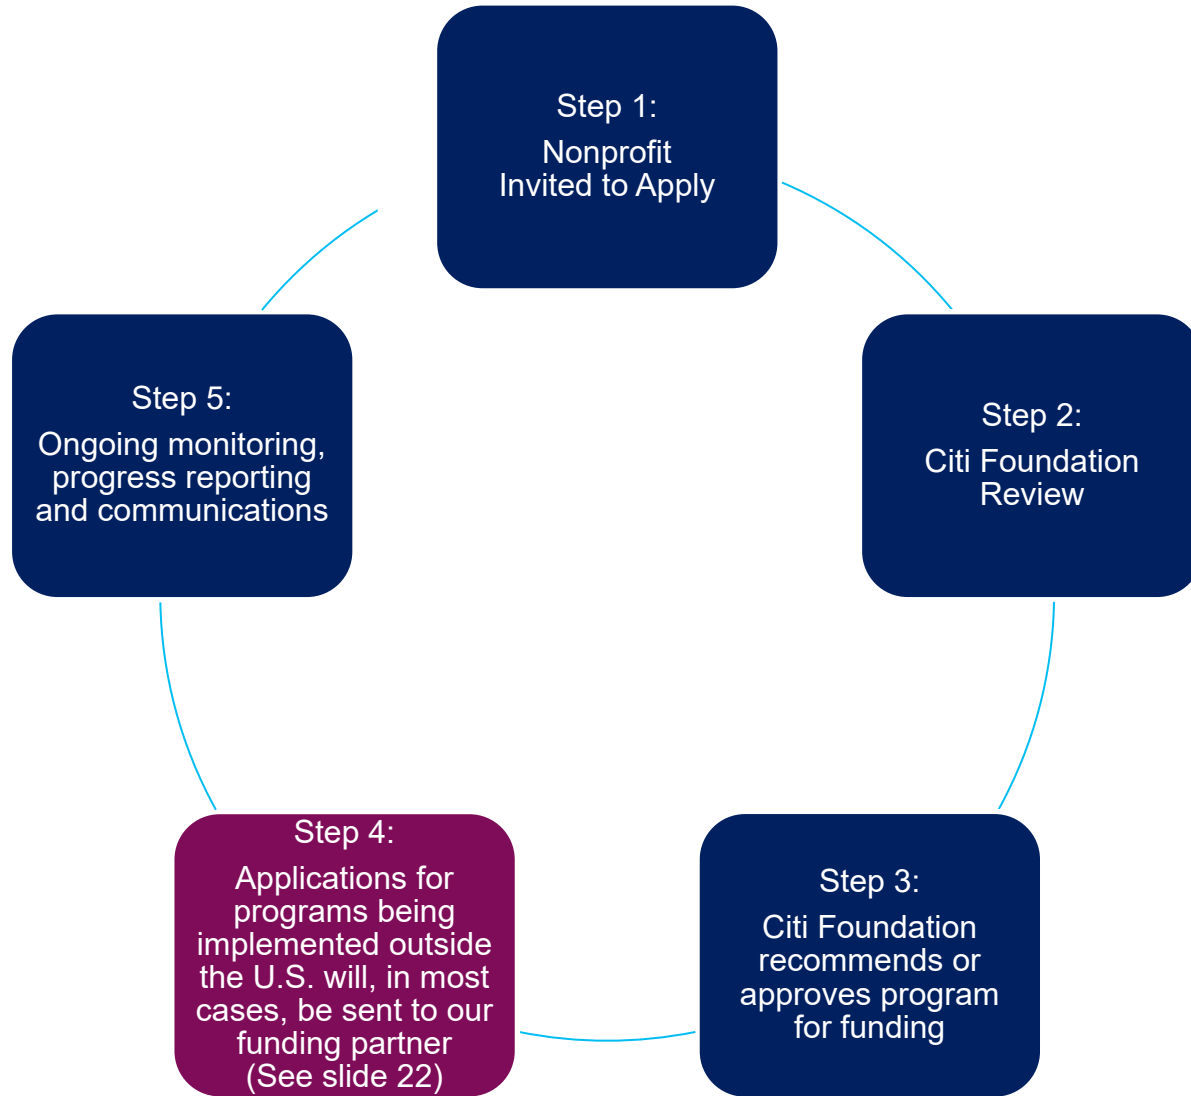 Step 1:
Nonprofit
Invited to Apply
Step 2:
Citi Foundation
Review
Step 3:
Citi Foundation
recommends or
approves program
for funding
Step 4:
Applications for
programs being
implemented outside
the U.S. will, in most
cases, be sent to our
funding partner
(See slide 22)
Step 5:
Ongoing monitoring,
progress reporting
and communications